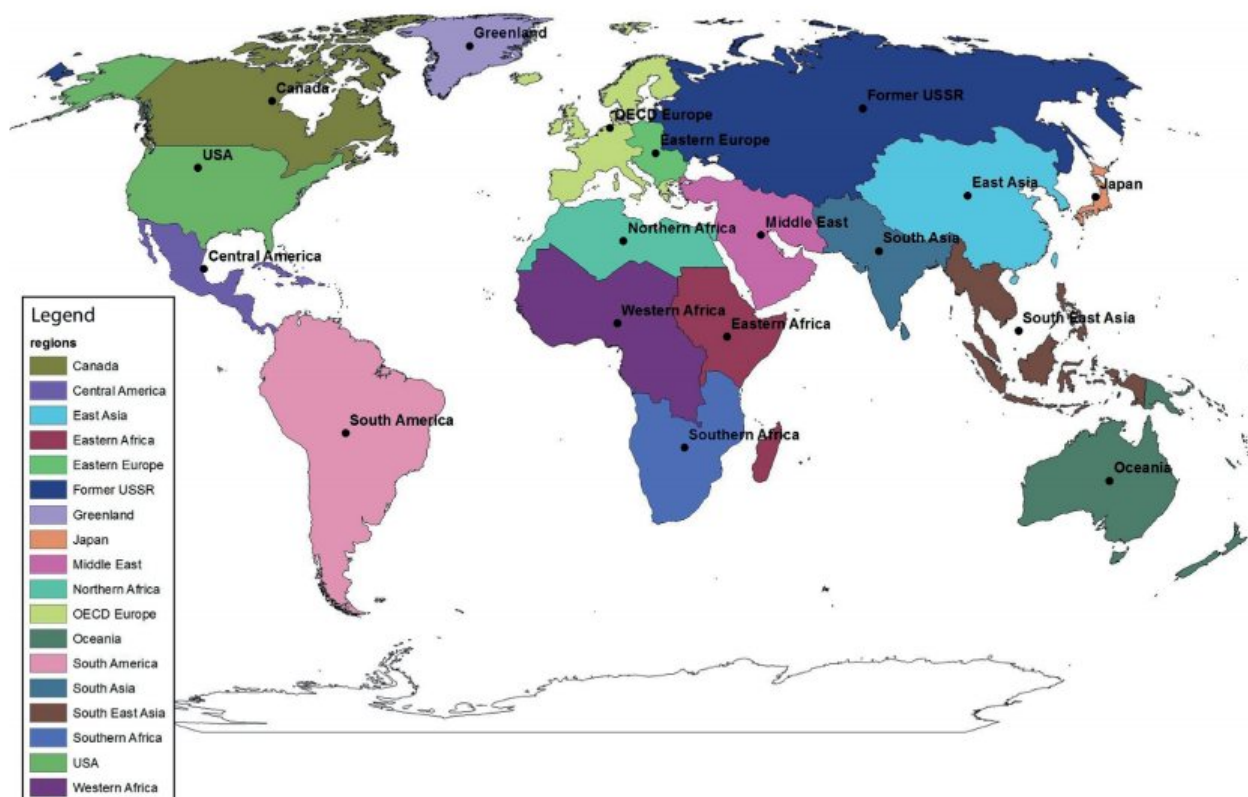 Greenland
Canada
Former USSR
OECD Europe
Eastern Europe
USA
East Asia
Japan
Northern Africa
Middle East
South Asia
Central America
Western Africa
Eastern Africa
South East Asia
South America
Southern Africa
Oceania
Legend
regions
Canada
Central America
East Asia
Eastern Africa
Eastern Europe
Former USSR
Greenland
Japan
Middle East
Northern Africa
OECD Europe
Oceania
South America
South Asia
South East Asia
Southern Africa
USA
Western Africa